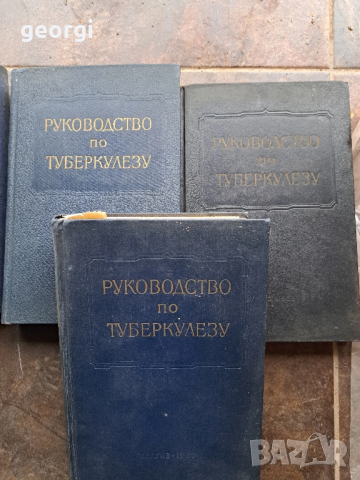 georgi
РУКОВОДСТВО
ПО
ТУБЕРКУЛЕЗУ
РУКОВОДСТВО
ПО
ТУБЕРКУЛЕЗУ
РУКОВОДСТВО
ПО
ТУБЕРКУЛЕЗУ
BAZAR
bg